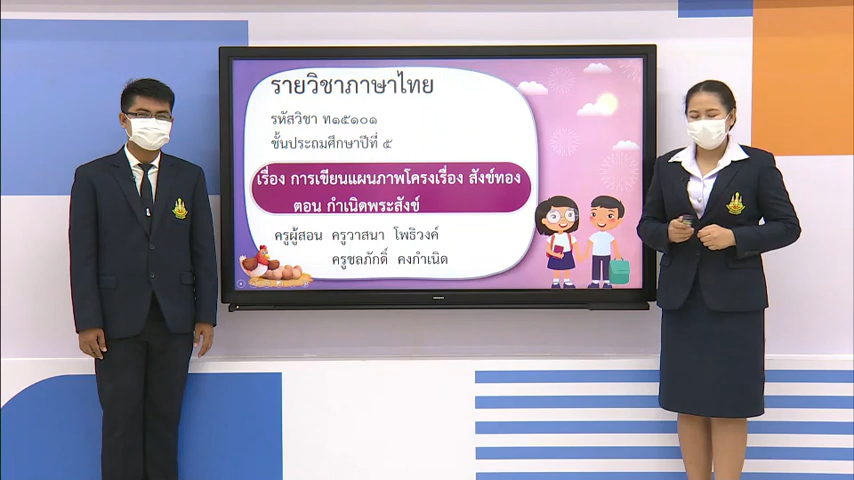 รายวิชาภาษาไทย
รหัสวิชา ท๑๕๑๐๑
ชั้นประถมศึกษาปีที่ ๕
เรื่อง การเขียนแผนภาพโครงเรื่อง สังข์ทอง
ตอน กำเนิดพระสังข์
ครูผู้สอน ครูวาสนา โพธิวงค์
ครูชลภักดิ์ คงกำเนิด